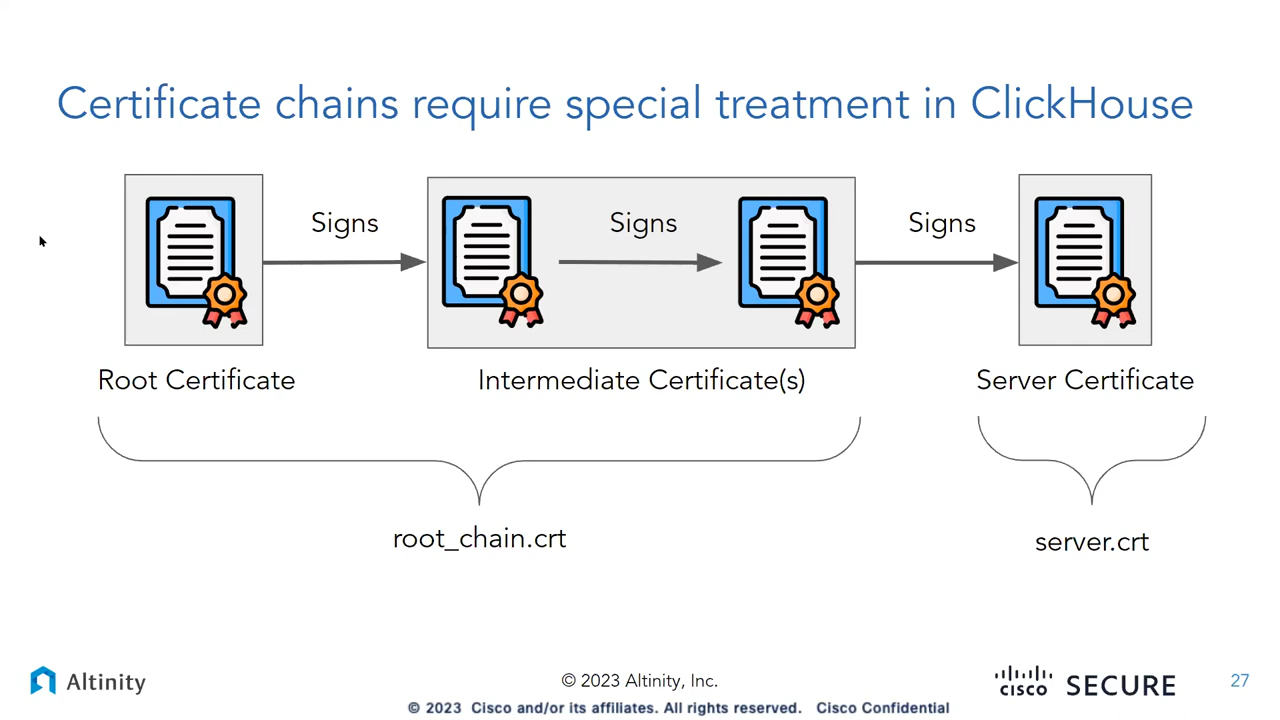 Certificate chains require special treatment in ClickHouse
Signs
Signs
Signs
Root Certificate
Intermediate Certificate(s)
Server Certificate
root_chain.crt
server.crt
Altinity
© 2023 Altinity, Inc.
CISCO SECURE
27
© 2023 Cisco and/or its affiliates. All rights reserved. Cisco Confidential